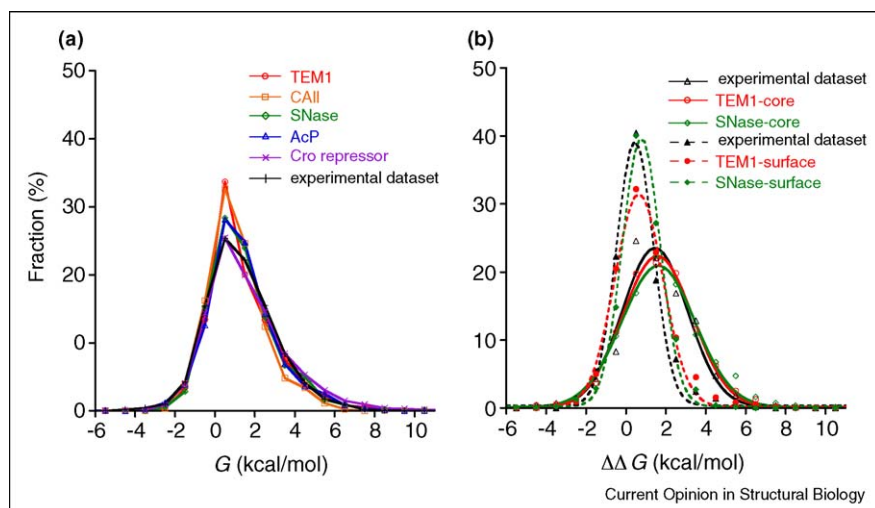 (a)
50
40
30
20
0
0
Fraction (%)
-6 -4 -2 0 2 4 6 8 10
G (kcal/mol)
TEM1
CAII
SNase
AcP
Cro repressor
experimental dataset
(b)
50
40
30
20
10
0
-6 -4 -2 0 2 4 6 8 10
ΔΔ G (kcal/mol)
experimental dataset
TEM1-core
SNase-core
experimental dataset
TEM1-surface
SNase-surface
Current Opinion in Structural Biology